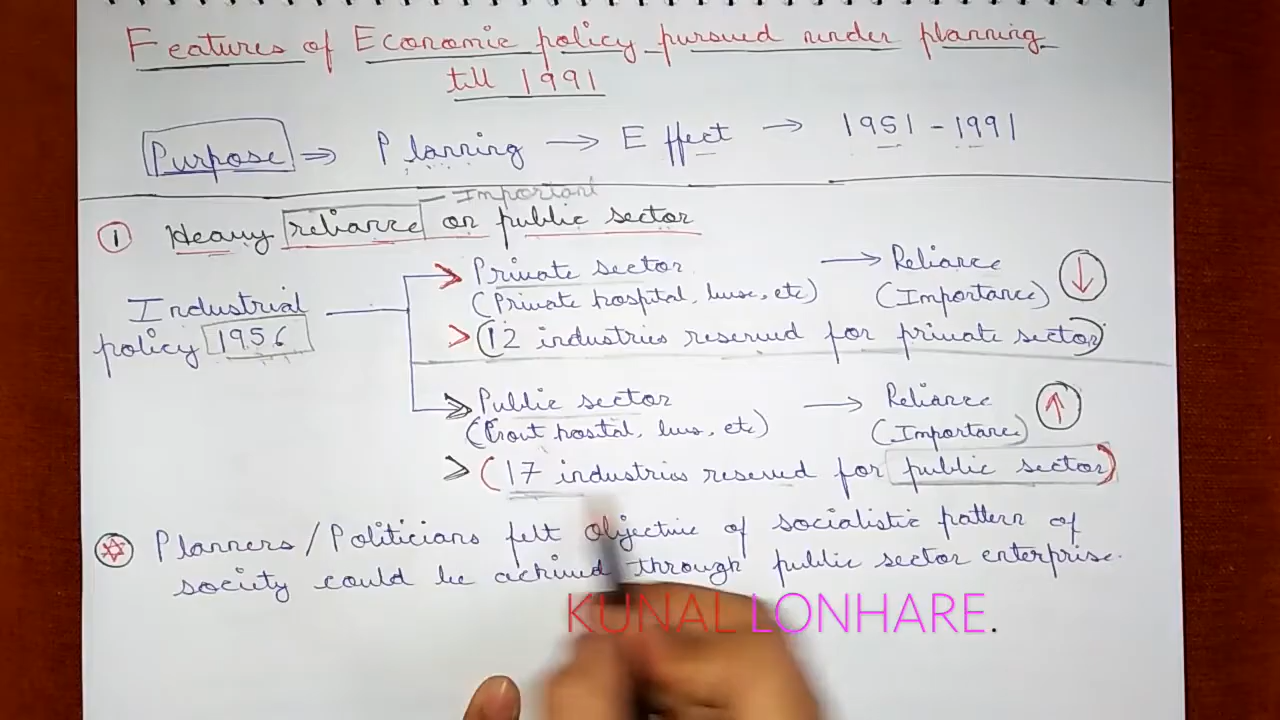 Features of Economic policy pursued under planning
till 1991
Purpose ⇒ Planning → Effect → 1951 - 1991
Important
① Heavy reliance on public sector
Industrial
policy 1956
> Private sector → Reliance ↓
(Private hospital, buse, etc) (Importance)
> (12 industries reserved for private sector)
> Public sector → Reliance ↑
(Govt hosital, bus, etc) (Importance)
> (17 industries reserved for public sector)
Planners / Politicians felt objective of socialistic pattern of
society could be achieved through public sector enterprise.
KUNAL LONHARE.